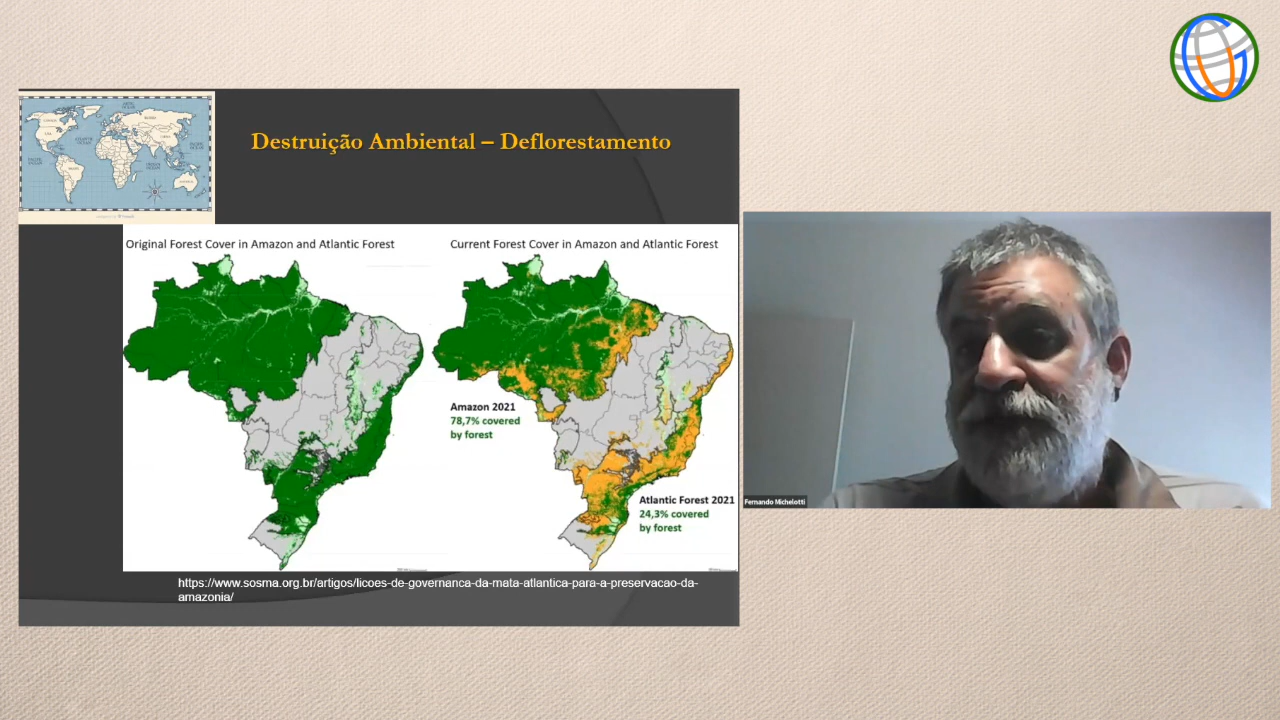 Destruição Ambiental – Deflorestamento
Original Forest Cover in Amazon and Atlantic Forest
Current Forest Cover in Amazon and Atlantic Forest
Amazon 2021
78,7% covered
by forest
Atlantic Forest 2021
24,3% covered
by forest
https://www.sosma.org.br/artigos/licoes-de-governanca-da-mata-atlantica-para-a-preservacao-da-
amazonia/
Fernando Michelotti